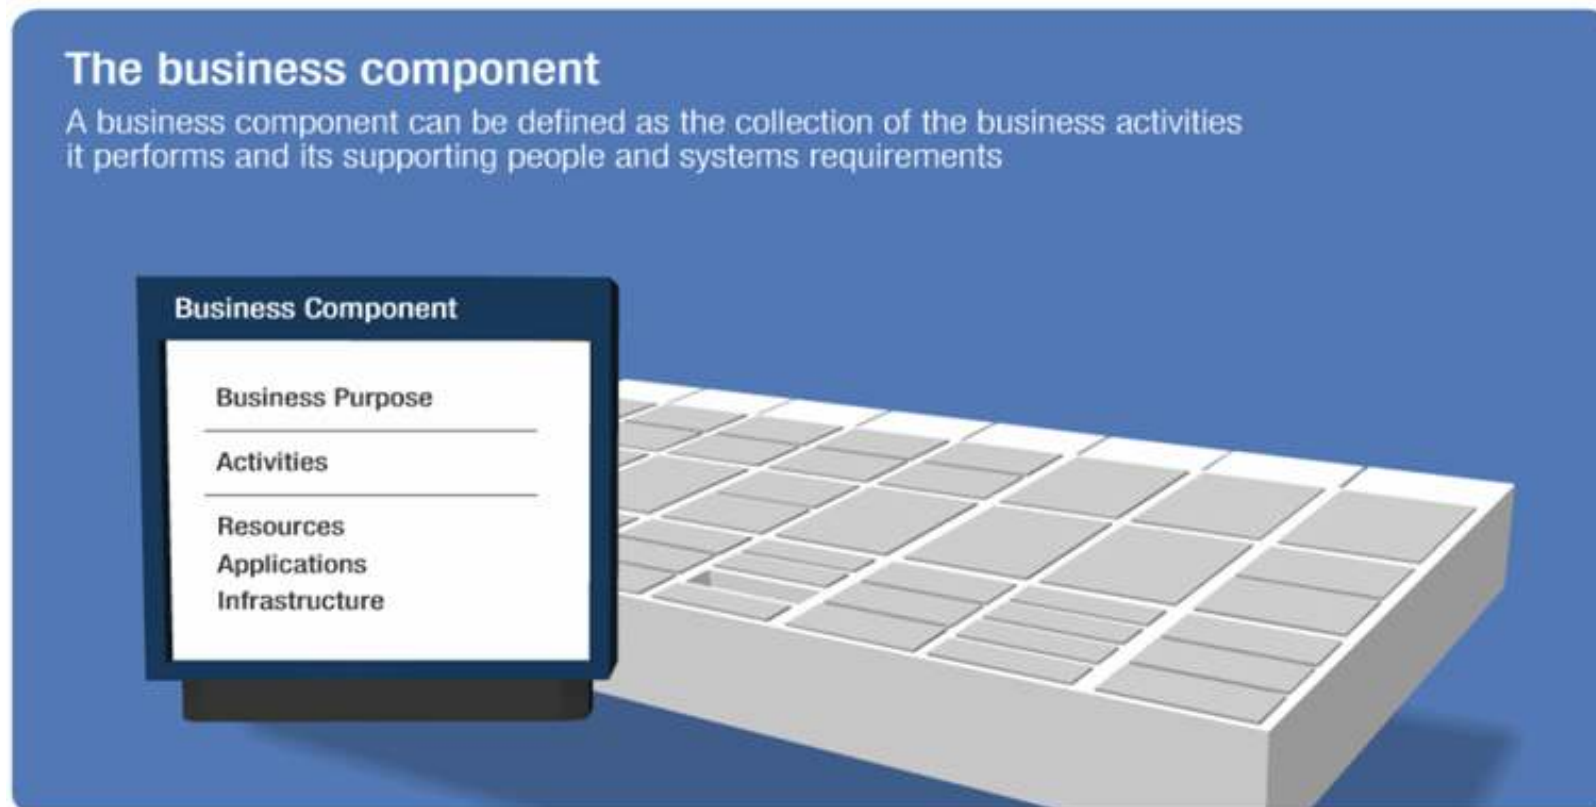 The business component
A business component can be defined as the collection of the business activities
it performs and its supporting people and systems requirements
Business Component
Business Purpose
Activities
Resources
Applications
Infrastructure